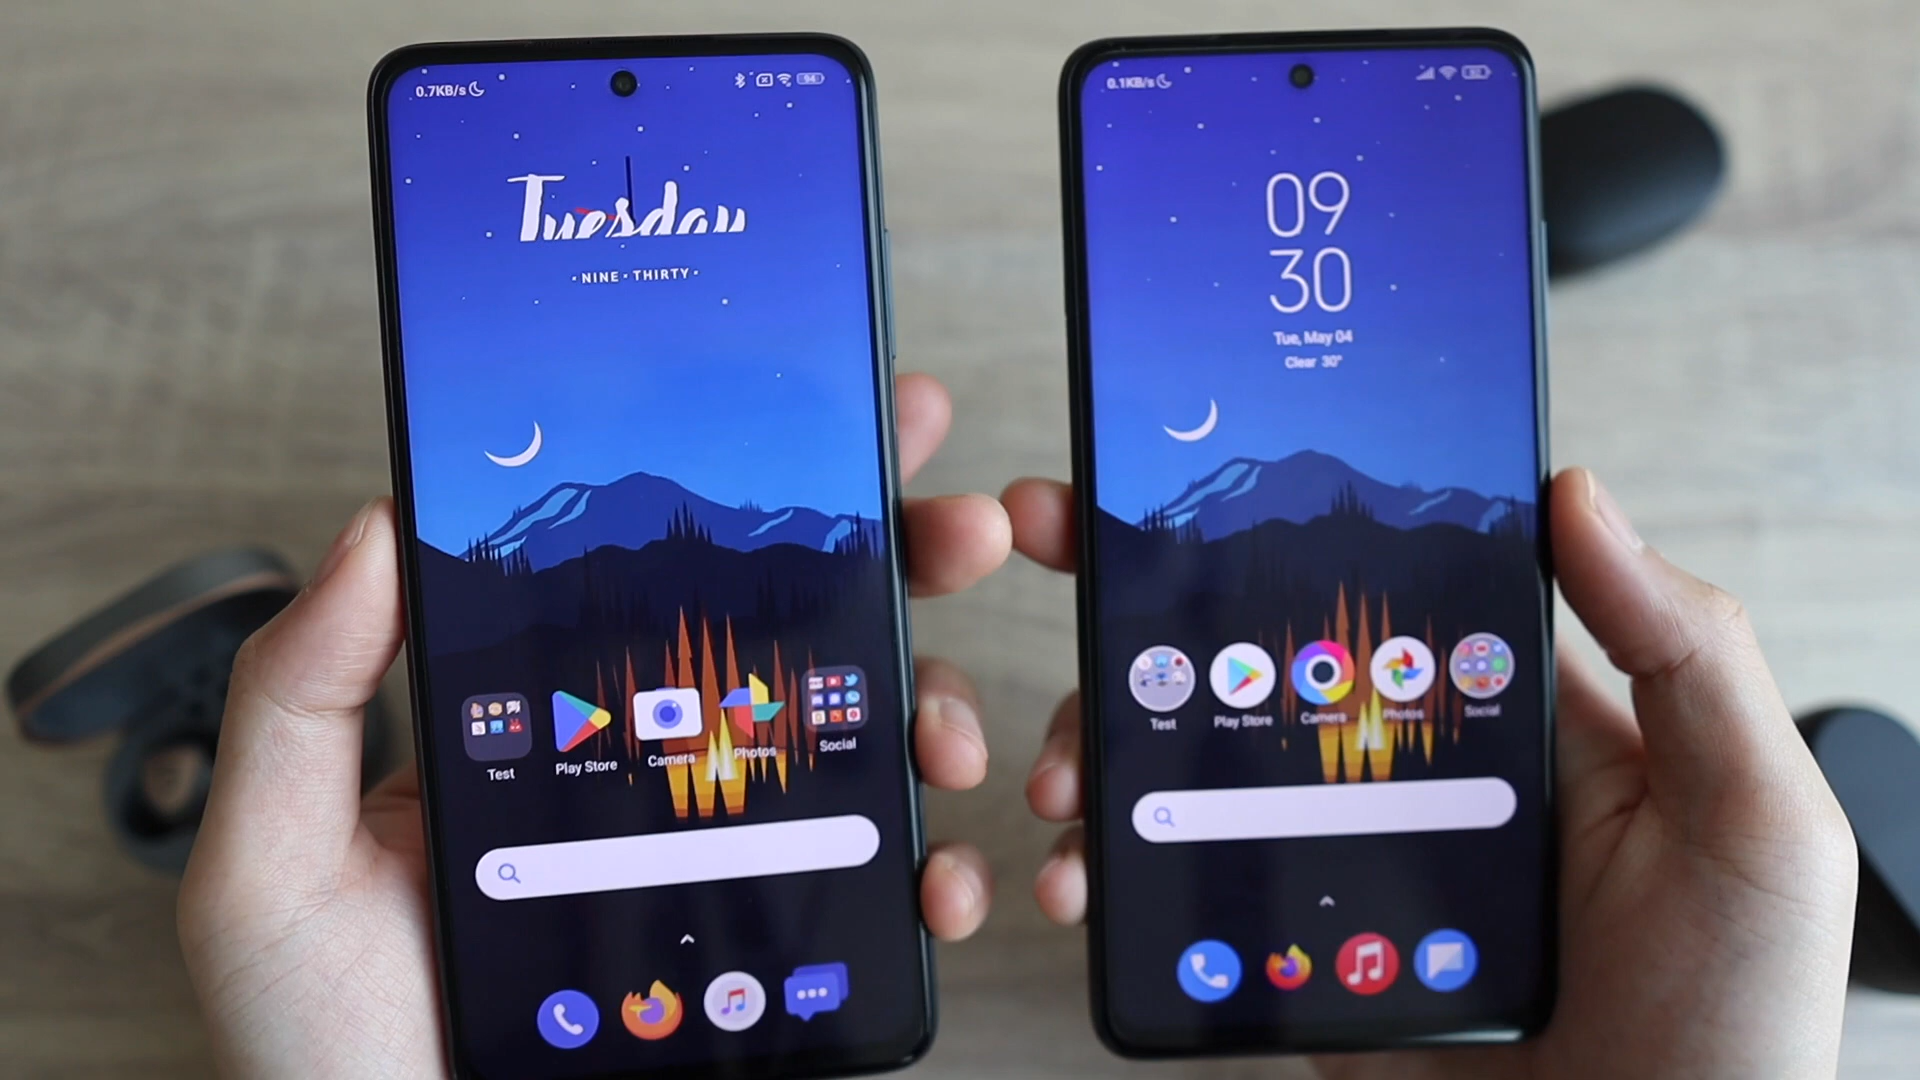 0.7KB/s
94
Tuesday
· NINE · THIRTY ·
Test
Play Store
Camera
Photos
Social
0.1KB/s
09
30
Tue, May 04
Clear 30°
Test
Play Store
Camera
Photos
Social